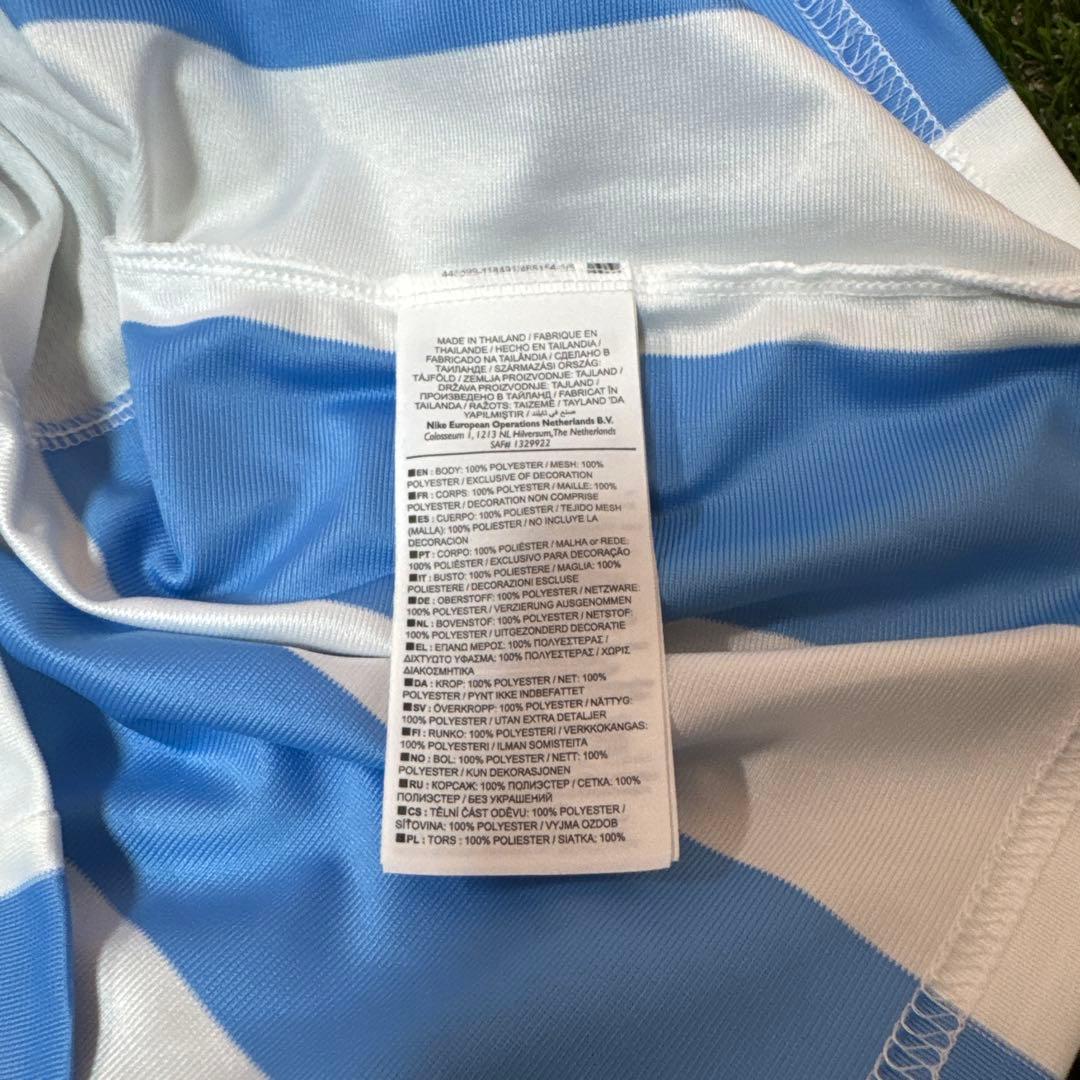 MADE IN THAILAND / FABRIQUE EN
THAILANDE / HECHO EN TAILANDIA /
FABRICADO NA TAILÂNDIA / СДЕЛАНО В
ТАИЛАНДЕ / SZÁRMAZÁSI ORSZÁG:
TÁJFÖLD / ZEMLJA PROIZVODNJE: TAJLAND /
DRŽAVA PROIZVODNJE: TAJLAND /
ПРОИЗВЕДЕНО В ТАЙЛАНД / FABRICAT ÎN
TAILANDA / RAŽOTS: TAIZEMĒ / TAYLAND 'DA
YAPILMIŞTIR / صنع في تايلند
Nike European Operations Netherlands B.V.
Colosseum 1, 1213 NL Hilversum,The Netherlands
SAF# 1329922
EN : BODY: 100% POLYESTER / MESH: 100%
POLYESTER / EXCLUSIVE OF DECORATION
FR : CORPS: 100% POLYESTER / MAILLE: 100%
POLYESTER / DECORATION NON COMPRISE
ES : CUERPO: 100% POLIESTER / TEJIDO MESH
(MALLA): 100% POLIESTER / NO INCLUYE LA
DECORACION
PT : CORPO: 100% POLIÉSTER / MALHA or REDE:
100% POLIÉSTER / EXCLUSIVO PARA DECORAÇÃO
IT : BUSTO: 100% POLIESTERE / MAGLIA: 100%
POLIESTERE / DECORAZIONI ESCLUSE
DE : OBERSTOFF: 100% POLYESTER / NETZWARE:
100% POLYESTER / VERZIERUNG AUSGENOMMEN
NL : BOVENSTOF: 100% POLYESTER / NETSTOF:
100% POLYESTER / UITGEZONDERD DECORATIE
EL : ΕΠΑΝΩ ΜΕΡΟΣ: 100% ΠΟΛΥΕΣΤΕΡΑΣ /
ΔΙΧΤΥΩΤΟ ΥΦΑΣΜΑ: 100% ΠΟΛΥΕΣΤΕΡΑΣ / ΧΩΡΙΣ
ΔΙΑΚΟΣΜΗΤΙΚΑ
DA : KROP: 100% POLYESTER / NET: 100%
POLYESTER / PYNT IKKE INDBEFATTET
SV : ÖVERKROPP: 100% POLYESTER / NÄTTYG:
100% POLYESTER / UTAN EXTRA DETALJER
FI : RUNKO: 100% POLYESTERI / VERKKOKANGAS:
100% POLYESTERI / ILMAN SOMISTEITA
NO : BOL: 100% POLYESTER / NETT: 100%
POLYESTER / KUN DEKORASJONEN
RU : КОРСАЖ: 100% ПОЛИЭСТЕР / СЕТКА: 100%
ПОЛИЭСТЕР / БЕЗ УКРАШЕНИЙ
CS : TĚLNÍ ČÁST ODĚVU: 100% POLYESTER /
SÍŤOVINA: 100% POLYESTER / VYJMA OZDOB
PL : TORS : 100% POLIESTER / SIATKA: 100%